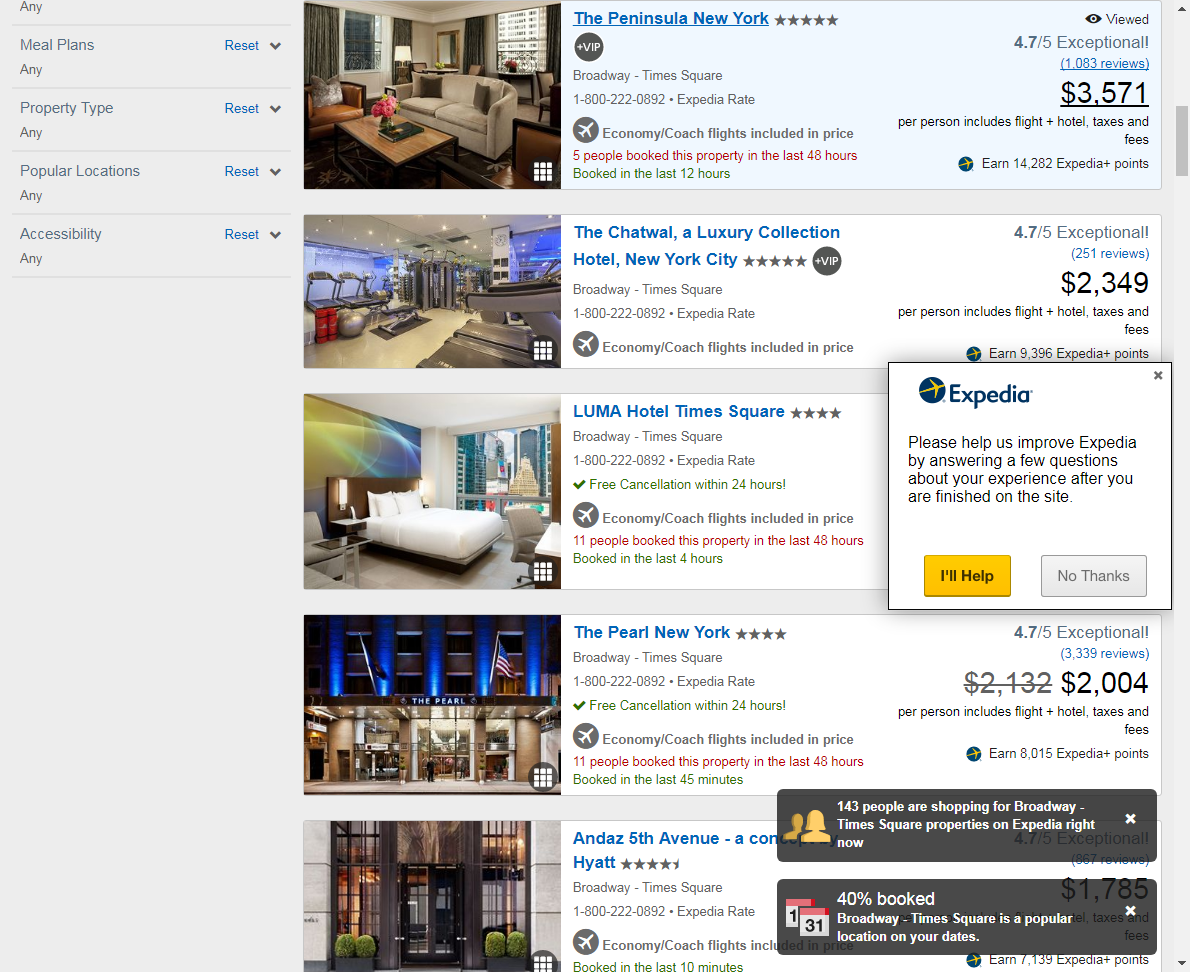 Any
Meal Plans Reset
Any
Property Type Reset
Any
Popular Locations Reset
Any
Accessibility Reset
Any
The Peninsula New York
Viewed
+VIP
4.7/5 Exceptional!
(1,083 reviews)
Broadway - Times Square
$3,571
1-800-222-0892 • Expedia Rate
per person includes flight + hotel, taxes and
fees
Economy/Coach flights included in price
5 people booked this property in the last 48 hours
Booked in the last 12 hours
Earn 14,282 Expedia+ points
The Chatwal, a Luxury Collection
Hotel, New York City +VIP
4.7/5 Exceptional!
(251 reviews)
Broadway - Times Square
$2,349
1-800-222-0892 • Expedia Rate
per person includes flight + hotel, taxes and
fees
Economy/Coach flights included in price
Earn 9,396 Expedia+ points
LUMA Hotel Times Square
Broadway - Times Square
1-800-222-0892 • Expedia Rate
Free Cancellation within 24 hours!
Economy/Coach flights included in price
11 people booked this property in the last 48 hours
Booked in the last 4 hours
Expedia
Please help us improve Expedia
by answering a few questions
about your experience after you
are finished on the site.
I'll Help
No Thanks
THE PEARL
The Pearl New York
4.7/5 Exceptional!
(3,339 reviews)
Broadway - Times Square
$2,132 $2,004
1-800-222-0892 • Expedia Rate
per person includes flight + hotel, taxes and
fees
Free Cancellation within 24 hours!
Economy/Coach flights included in price
11 people booked this property in the last 48 hours
Booked in the last 45 minutes
Earn 8,015 Expedia+ points
143 people are shopping for Broadway -
Times Square properties on Expedia right
now
Andaz 5th Avenue - a concept by
Hyatt
4.7/5 Exceptional!
(867 reviews)
Broadway - Times Square
$1,785
1-800-222-0892 • Expedia Rate
fees
Economy/Coach flights included in price
Booked in the last 10 minutes
Earn 7,139 Expedia+ points
1
31
40% booked
Broadway - Times Square is a popular
location on your dates.